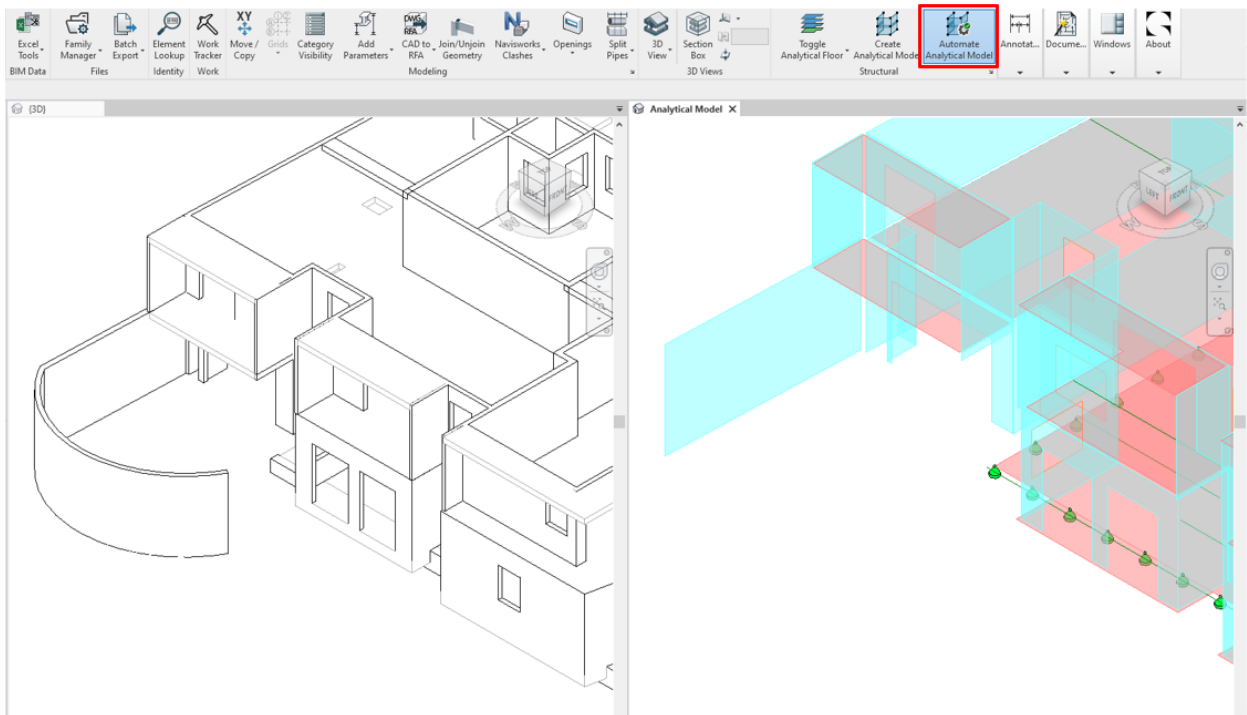 XY
DWG
RFA
Excel Tools
Family Manager
Batch Export
Element Lookup
Work Tracker
Move / Copy
Grids
Category Visibility
Add Parameters
CAD to RFA
Join/Unjoin Geometry
Navisworks Clashes
Openings
Split Pipes
3D View
Section Box
Toggle Analytical Floor
Create Analytical Mode
Automate Analytical Model
Annotat...
Docume...
Windows
About
BIM Data
Files
Identity
Work
Modeling
3D Views
Structural
{3D}
Analytical Model
TOP
LEFT
FRONT
FRONT